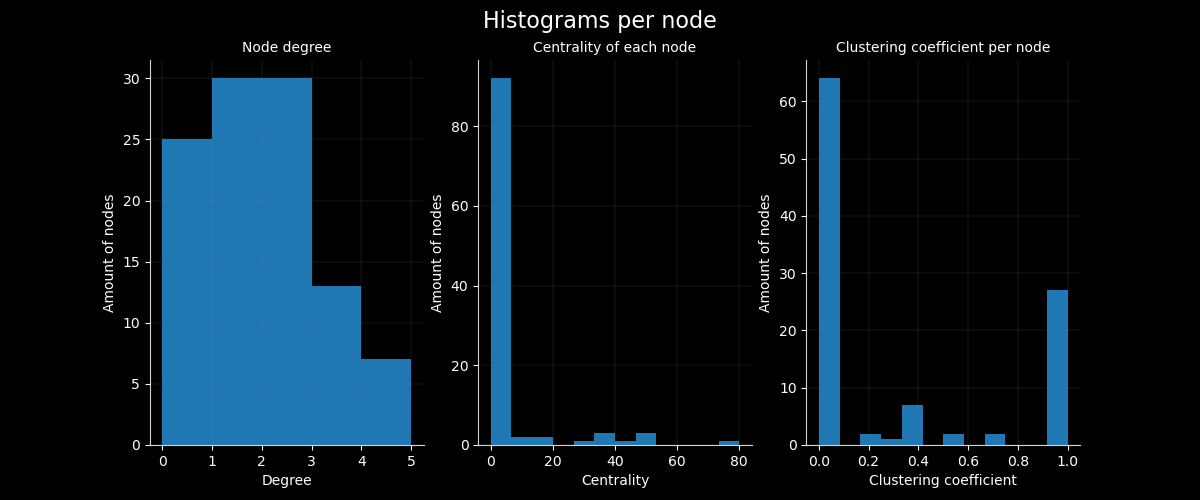 Histograms per node
Node degree
30
25
20
15
10
5
0
Amount of nodes
0 1 2 3 4 5
Degree
Centrality of each node
80
60
40
20
0
Amount of nodes
0 20 40 60 80
Centrality
Clustering coefficient per node
60
50
40
30
20
10
0
Amount of nodes
0.0 0.2 0.4 0.6 0.8 1.0
Clustering coefficient